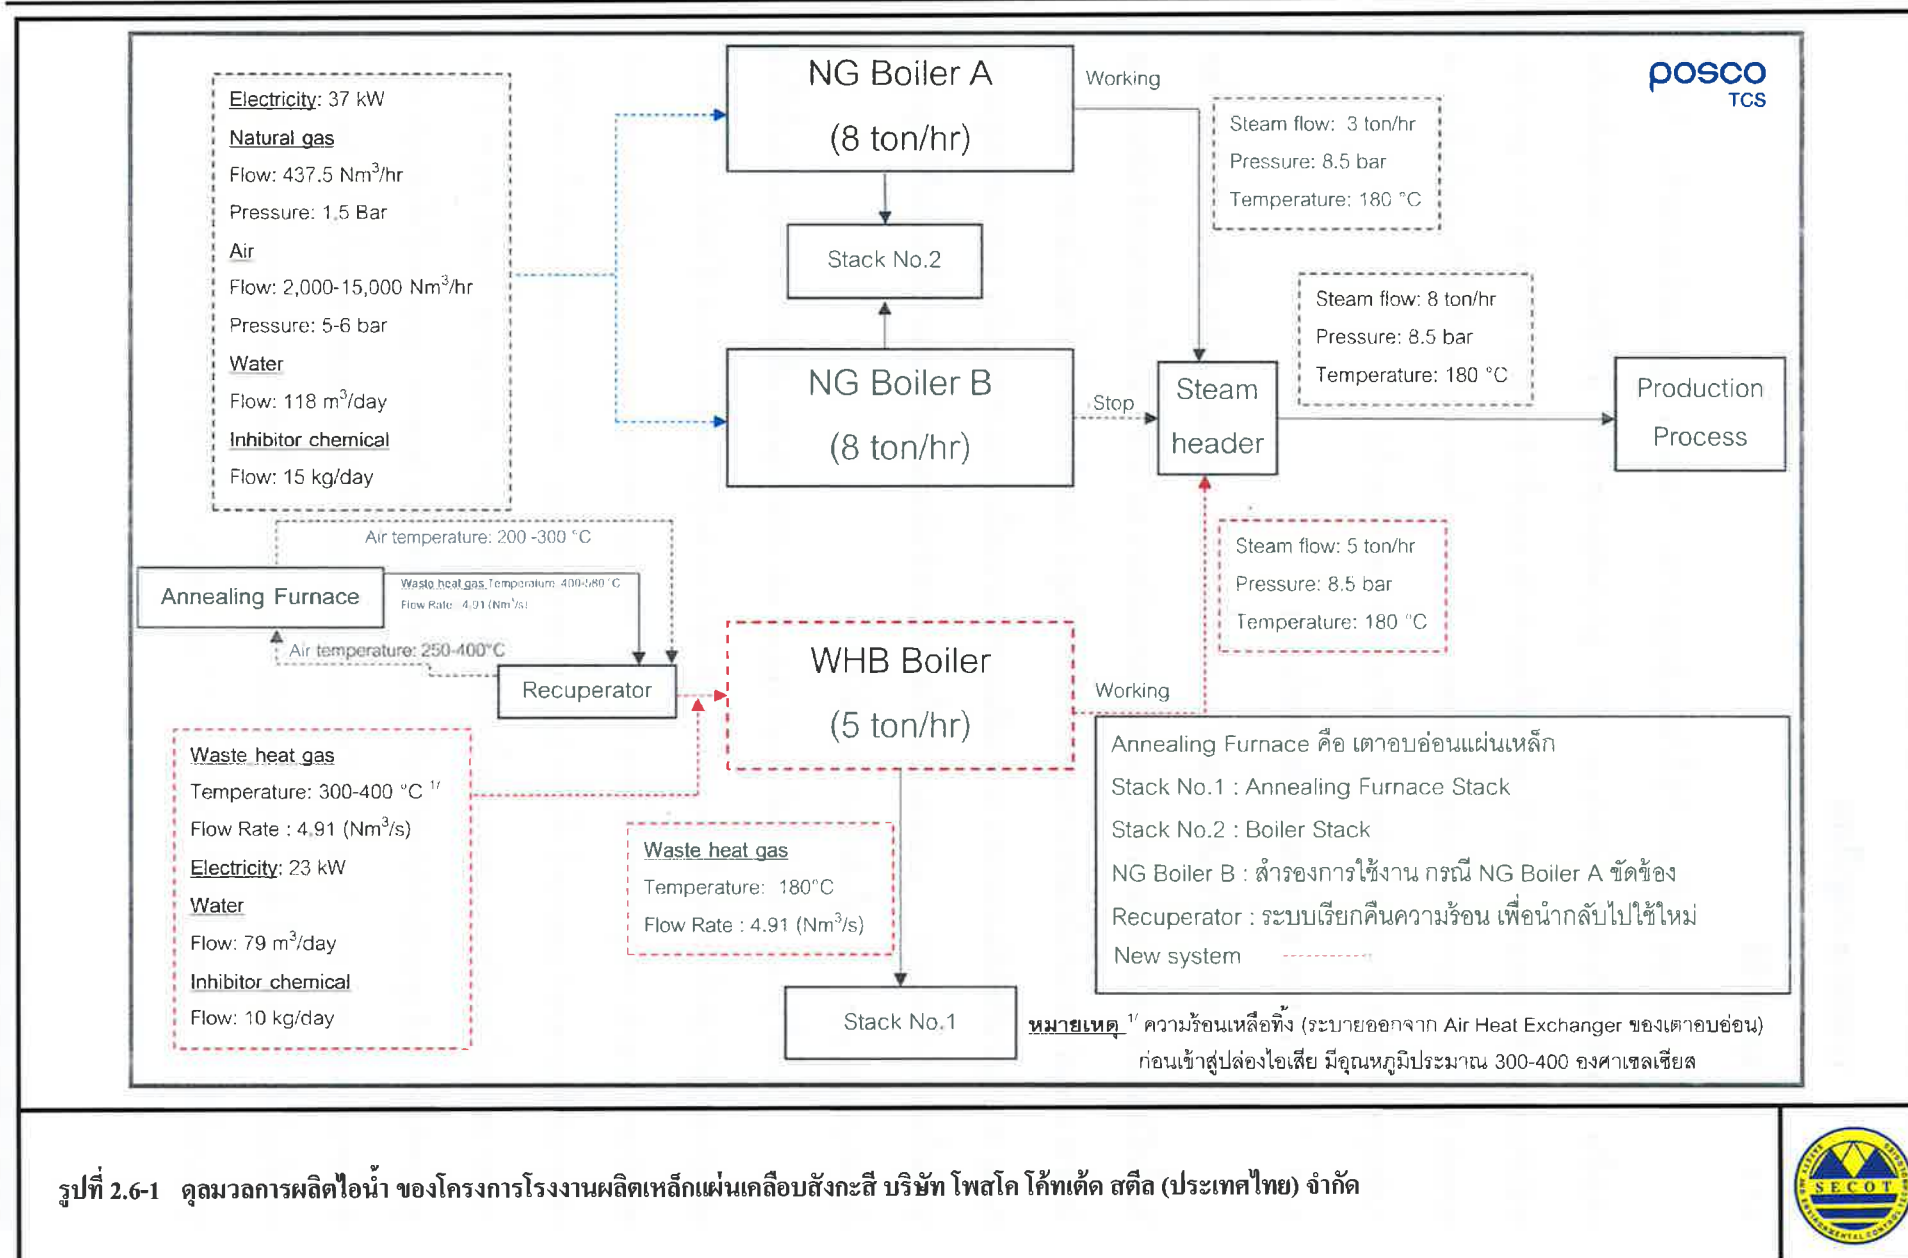 posco
TCS
Electricity: 37 kW
Natural gas
Flow: 437.5 Nm³/hr
Pressure: 1.5 Bar
Air
Flow: 2,000-15,000 Nm³/hr
Pressure: 5-6 bar
Water
Flow: 118 m³/day
Inhibitor chemical
Flow: 15 kg/day
NG Boiler A
(8 ton/hr)
Working
Steam flow: 3 ton/hr
Pressure: 8.5 bar
Temperature: 180 °C
Stack No.2
NG Boiler B
(8 ton/hr)
Stop
Steam
header
Steam flow: 8 ton/hr
Pressure: 8.5 bar
Temperature: 180 °C
Production
Process
Air temperature: 200 -300 °C
Annealing Furnace
Waste heat gas Temperature: 400-580 °C
Flow Rate : 4.91 (Nm³/s)
Air temperature: 250-400°C
Recuperator
WHB Boiler
(5 ton/hr)
Working
Steam flow: 5 ton/hr
Pressure: 8.5 bar
Temperature: 180 °C
Waste heat gas
Temperature: 300-400 °C ¹/
Flow Rate : 4.91 (Nm³/s)
Electricity: 23 kW
Water
Flow: 79 m³/day
Inhibitor chemical
Flow: 10 kg/day
Waste heat gas
Temperature: 180°C
Flow Rate : 4.91 (Nm³/s)
Stack No.1
Annealing Furnace คือ เตาอบอ่อนแผ่นเหล็ก
Stack No.1 : Annealing Furnace Stack
Stack No.2 : Boiler Stack
NG Boiler B : สำรองการใช้งาน กรณี NG Boiler A ขัดข้อง
Recuperator : ระบบเรียกคืนความร้อน เพื่อนำกลับไปใช้ใหม่
New system
หมายเหตุ ¹/ ความร้อนเหลือทิ้ง (ระบายออกจาก Air Heat Exchanger ของเตาอบอ่อน)
ก่อนเข้าสู่ปล่องไอเสีย มีอุณหภูมิประมาณ 300-400 องศาเซลเซียส
รูปที่ 2.6-1 ดุลมวลการผลิตไอน้ำ ของโครงการโรงงานผลิตเหล็กแผ่นเคลือบสังกะสี บริษัท โพสโค โค้ทเต็ด สตีล (ประเทศไทย) จำกัด
SECOT